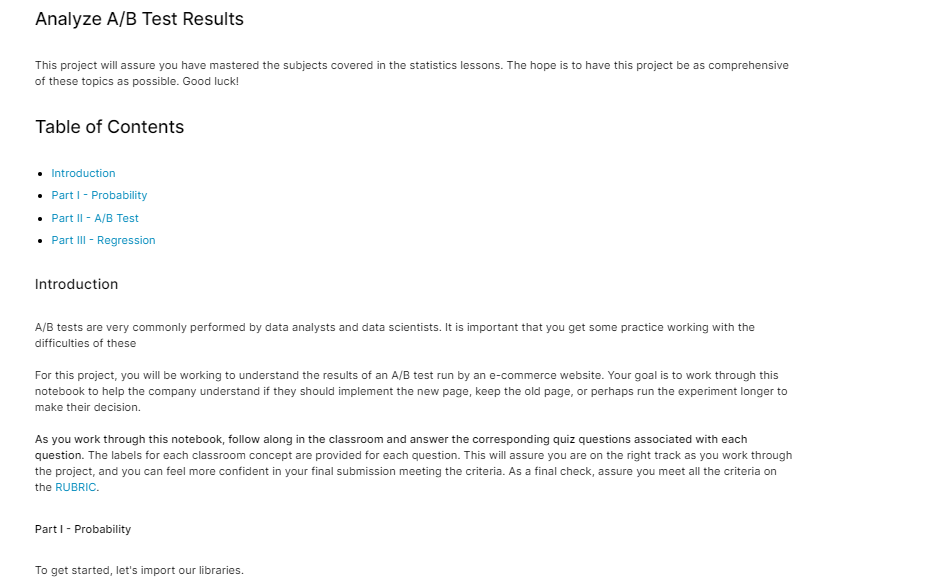 Analyze A/B Test Results
This project will assure you have mastered the subjects covered in the statistics lessons. The hope is to have this project be as comprehensive
of these topics as possible. Good luck!
Table of Contents
Introduction
Part I - Probability
Part II - A/B Test
Part III - Regression
Introduction
A/B tests are very commonly performed by data analysts and data scientists. It is important that you get some practice working with the
difficulties of these
For this project, you will be working to understand the results of an A/B test run by an e-commerce website. Your goal is to work through this
notebook to help the company understand if they should implement the new page, keep the old page, or perhaps run the experiment longer to
make their decision.
As you work through this notebook, follow along in the classroom and answer the corresponding quiz questions associated with each
question. The labels for each classroom concept are provided for each question. This will assure you are on the right track as you work through
the project, and you can feel more confident in your final submission meeting the criteria. As a final check, assure you meet all the criteria on
the RUBRIC.
Part I - Probability
To get started, let's import our libraries.